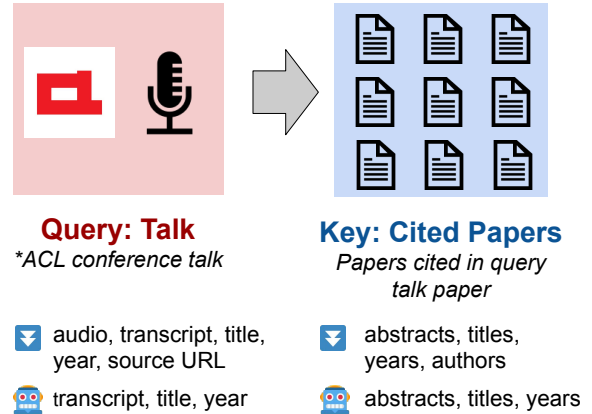 Query: Talk
*ACL conference talk
audio, transcript, title,
year, source URL
transcript, title, year
Key: Cited Papers
Papers cited in query
talk paper
abstracts, titles,
years, authors
abstracts, titles, years